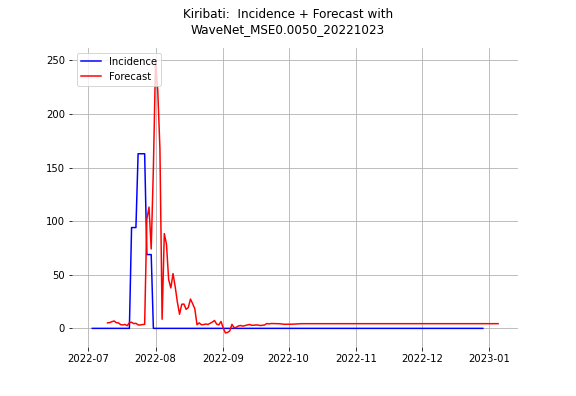 Kiribati:  Incidence + Forecast with
WaveNet_MSE0.0050_20221023
Incidence
Forecast
250
200
150
100
50
0
2022-07 2022-08 2022-09 2022-10 2022-11 2022-12 2023-01